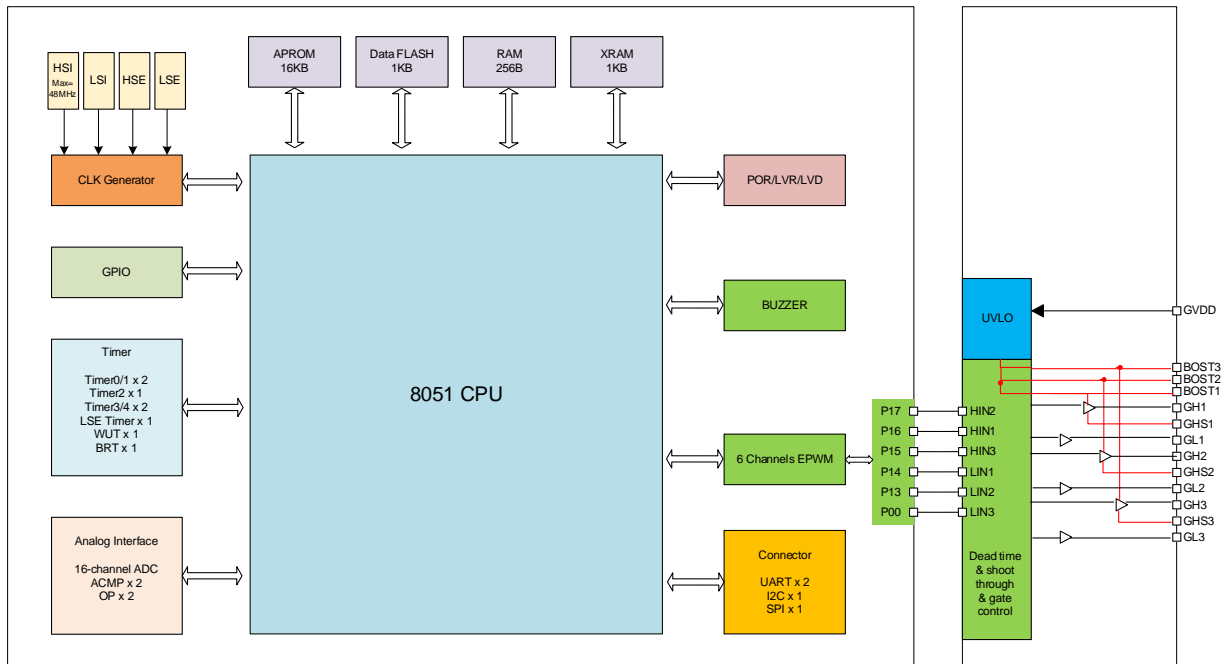 HSI
Max=
48MHz
LSI
HSE
LSE
APROM
16KB
Data FLASH
1KB
RAM
256B
XRAM
1KB
CLK Generator
POR/LVR/LVD
GPIO
BUZZER
Timer
Timer0/1 x 2
Timer2 x 1
Timer3/4 x 2
LSE Timer x 1
WUT x 1
BRT x 1
8051 CPU
6 Channels EPWM
Analog Interface
16-channel ADC
ACMP x 2
OP x 2
Connector
UART x 2
I2C x 1
SPI x 1
P17
P16
P15
P14
P13
P00
UVLO
HIN2
HIN1
HIN3
LIN1
LIN2
LIN3
Dead time
& shoot
through
& gate
control
GVDD
BOST3
BOST2
BOST1
GH1
GHS1
GL1
GH2
GHS2
GL2
GH3
GHS3
GL3